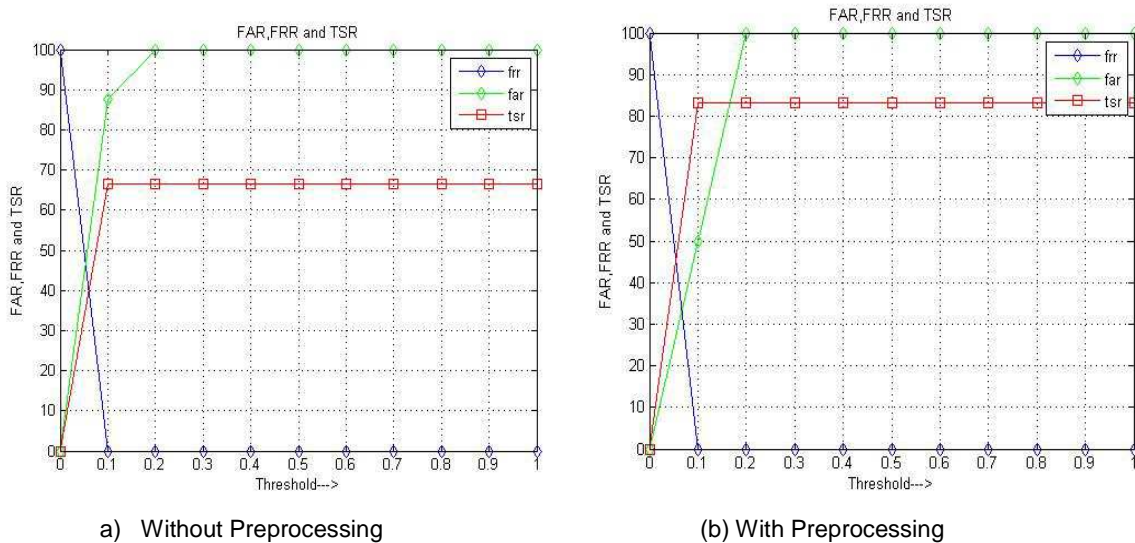 FAR,FRR and TSR
100
90
80
70
60
50
40
30
20
10
0
FAR,FRR and TSR
frr
far
tsr
0 0.1 0.2 0.3 0.4 0.5 0.6 0.7 0.8 0.9 1
Threshold--->
a) Without Preprocessing
FAR,FRR and TSR
100
90
80
70
60
50
40
30
20
10
0
FAR,FRR and TSR
frr
far
tsr
0 0.1 0.2 0.3 0.4 0.5 0.6 0.7 0.8 0.9 1
Threshold--->
(b) With Preprocessing